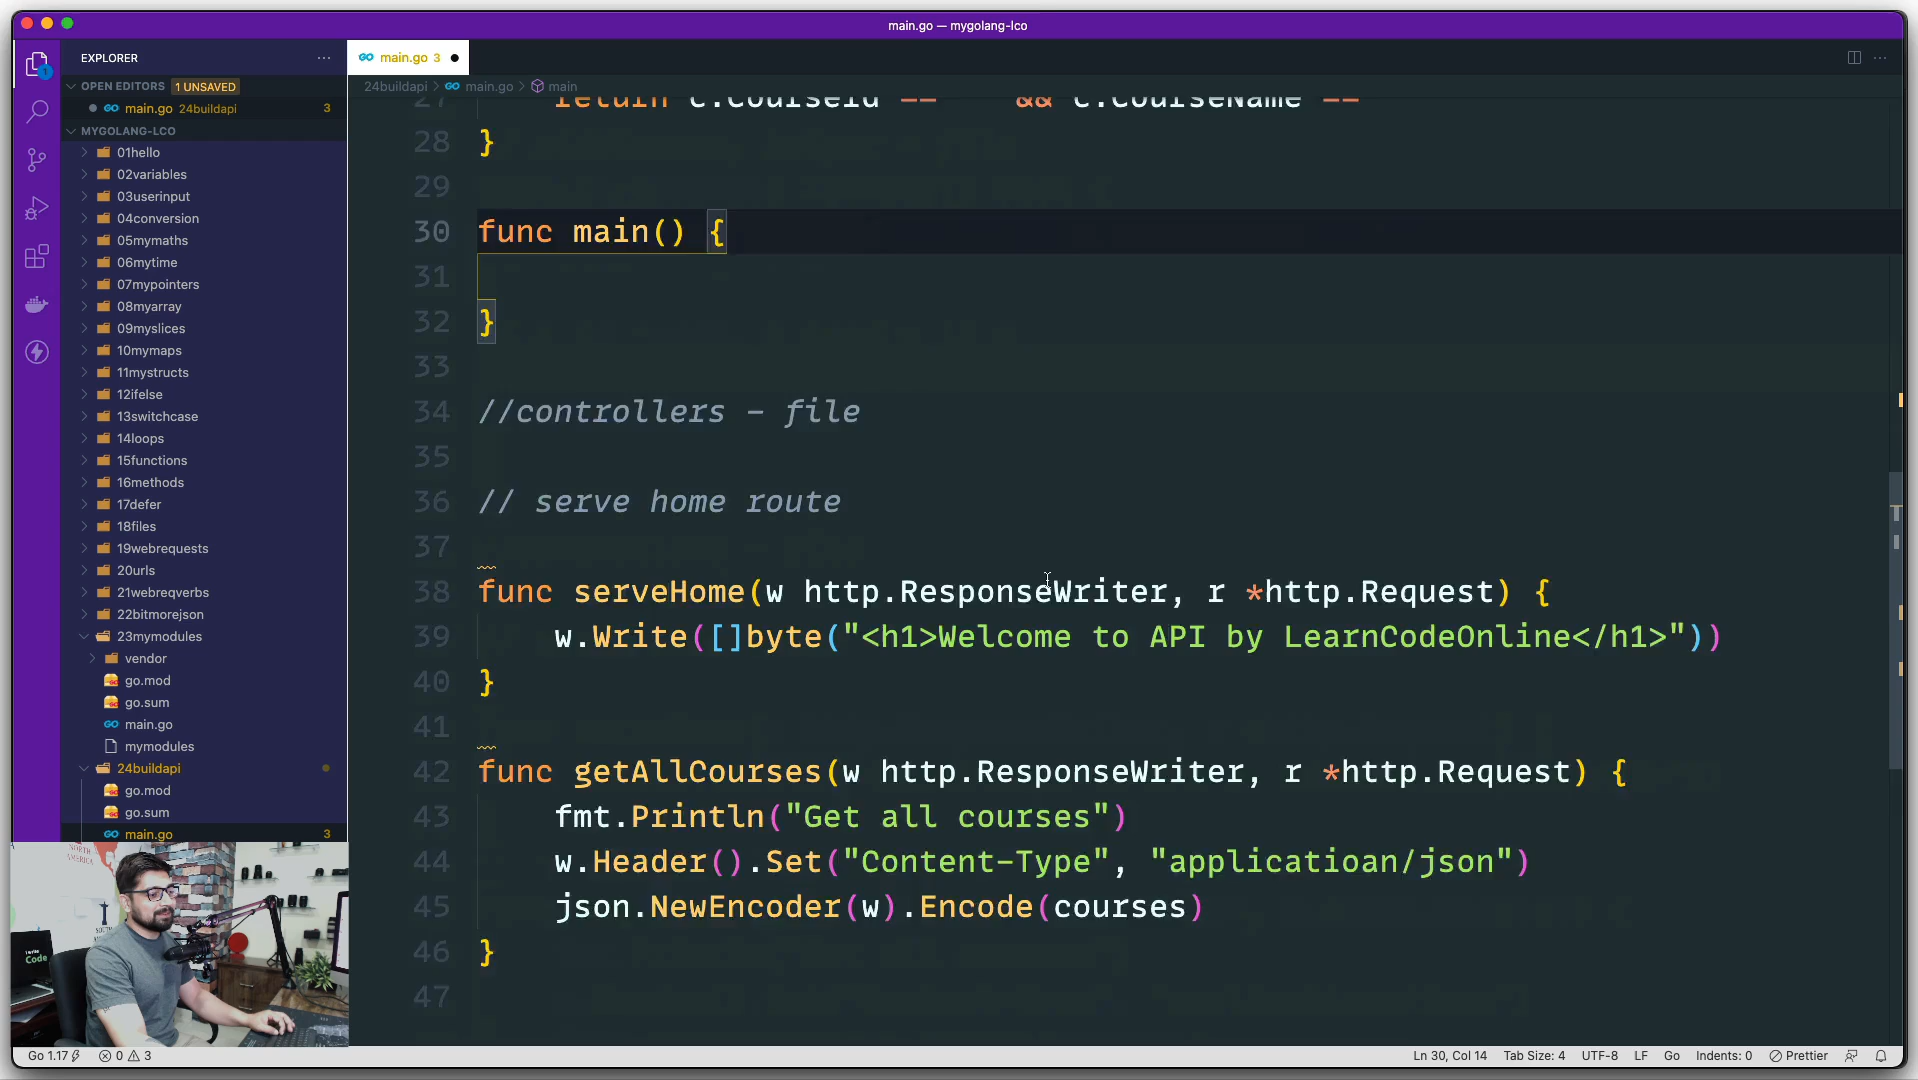 main.go — mygolang-lco
EXPLORER
main.go 3
OPEN EDITORS 1 UNSAVED
main.go 24buildapi 3
24buildapi > main.go > main
MYGOLANG-LCO
01hello
02variables
03userinput
04conversion
05mymaths
06mytime
07mypointers
08myarray
09myslices
10mymaps
11mystructs
12ifelse
13switchcase
14loops
15functions
16methods
17defer
18files
19webrequests
20urls
21webreqverbs
22bitmorejson
23mymodules
vendor
go.mod
go.sum
main.go
mymodules
24buildapi
go.mod
go.sum
main.go 3
27 return c.CourseId == && c.CourseName ==
28 }
29
30 func main() {
31
32 }
33
34 //controllers - file
35
36 // serve home route
37
38 func serveHome(w http.ResponseWriter, r *http.Request) {
39 w.Write([]byte("<h1>Welcome to API by LearnCodeOnline</h1>"))
40 }
41
42 func getAllCourses(w http.ResponseWriter, r *http.Request) {
43 fmt.Println("Get all courses")
44 w.Header().Set("Content-Type", "applicatioan/json")
45 json.NewEncoder(w).Encode(courses)
46 }
47
Go 1.17 0 3 Ln 30, Col 14 Tab Size: 4 UTF-8 LF Go Indents: 0 Prettier